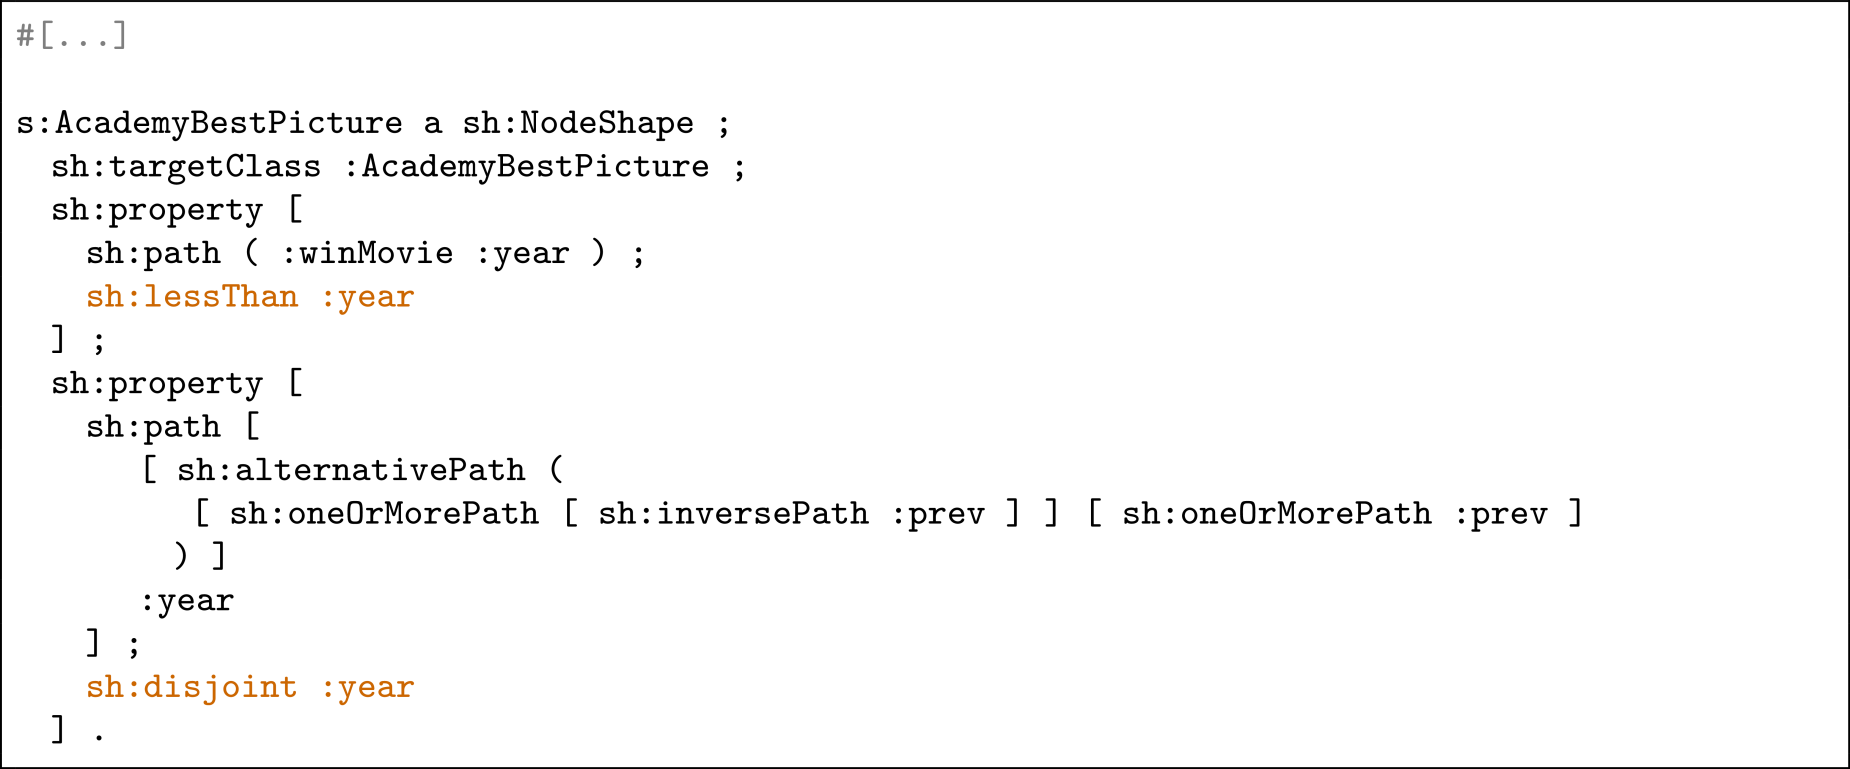 #[...]
s:AcademyBestPicture a sh:NodeShape ;
sh:targetClass :AcademyBestPicture ;
sh:property [
sh:path ( :winMovie :year ) ;
sh:lessThan :year
] ;
sh:property [
sh:path [
[ sh:alternativePath (
[ sh:oneOrMorePath [ sh:inversePath :prev ] ] [ sh:oneOrMorePath :prev ]
) ]
:year
] ;
sh:disjoint :year
] .